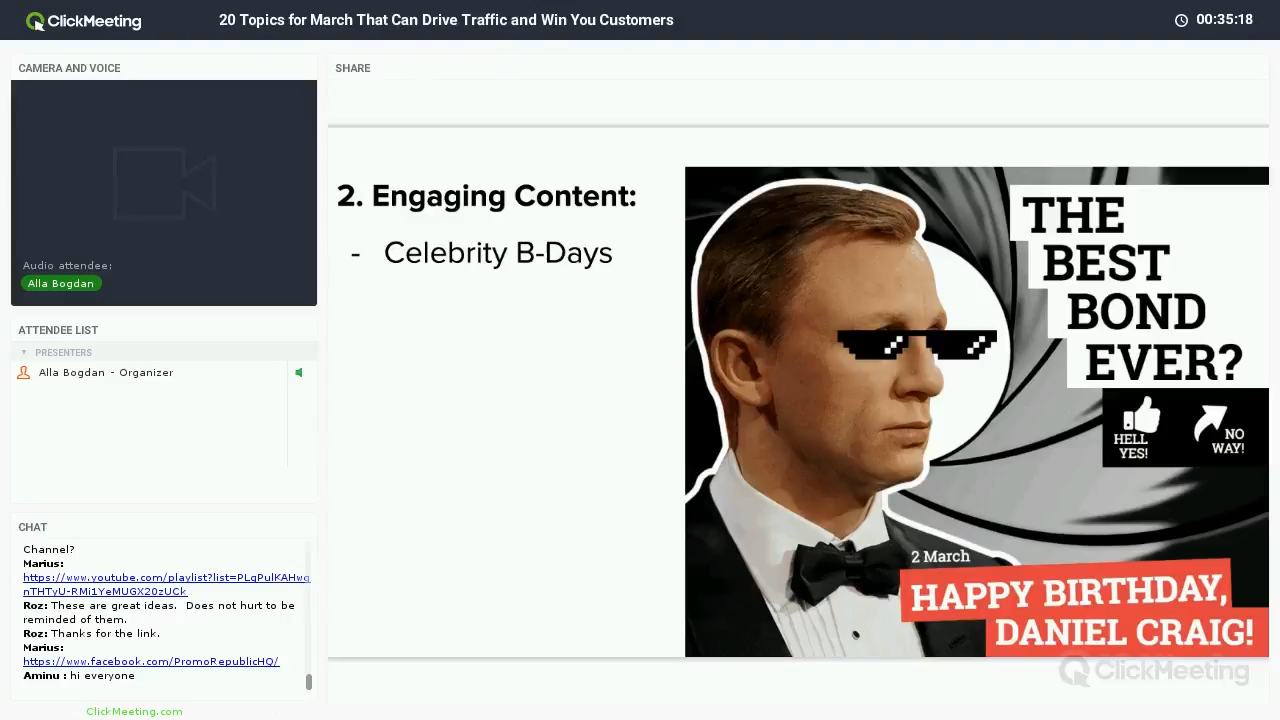 ClickMeeting
20 Topics for March That Can Drive Traffic and Win You Customers
00:35:18
CAMERA AND VOICE
Audio attendee:
Alla Bogdan
ATTENDEE LIST
PRESENTERS
Alla Bogdan - Organizer
CHAT
Channel?
Marius:
https://www.youtube.com/playlist?list=PLqPulKAHwq
nTHTyU-RMi1YeMUGX20zUCk
Roz: These are great ideas. Does not hurt to be
reminded of them.
Roz: Thanks for the link.
Marius:
https://www.facebook.com/PromoRepublicHQ/
Aminu : hi everyone
ClickMeeting.com
SHARE
2. Engaging Content:
- Celebrity B-Days
THE
BEST
BOND
EVER?
HELL
YES!
NO
WAY!
2 March
HAPPY BIRTHDAY,
DANIEL CRAIG!
ClickMeeting